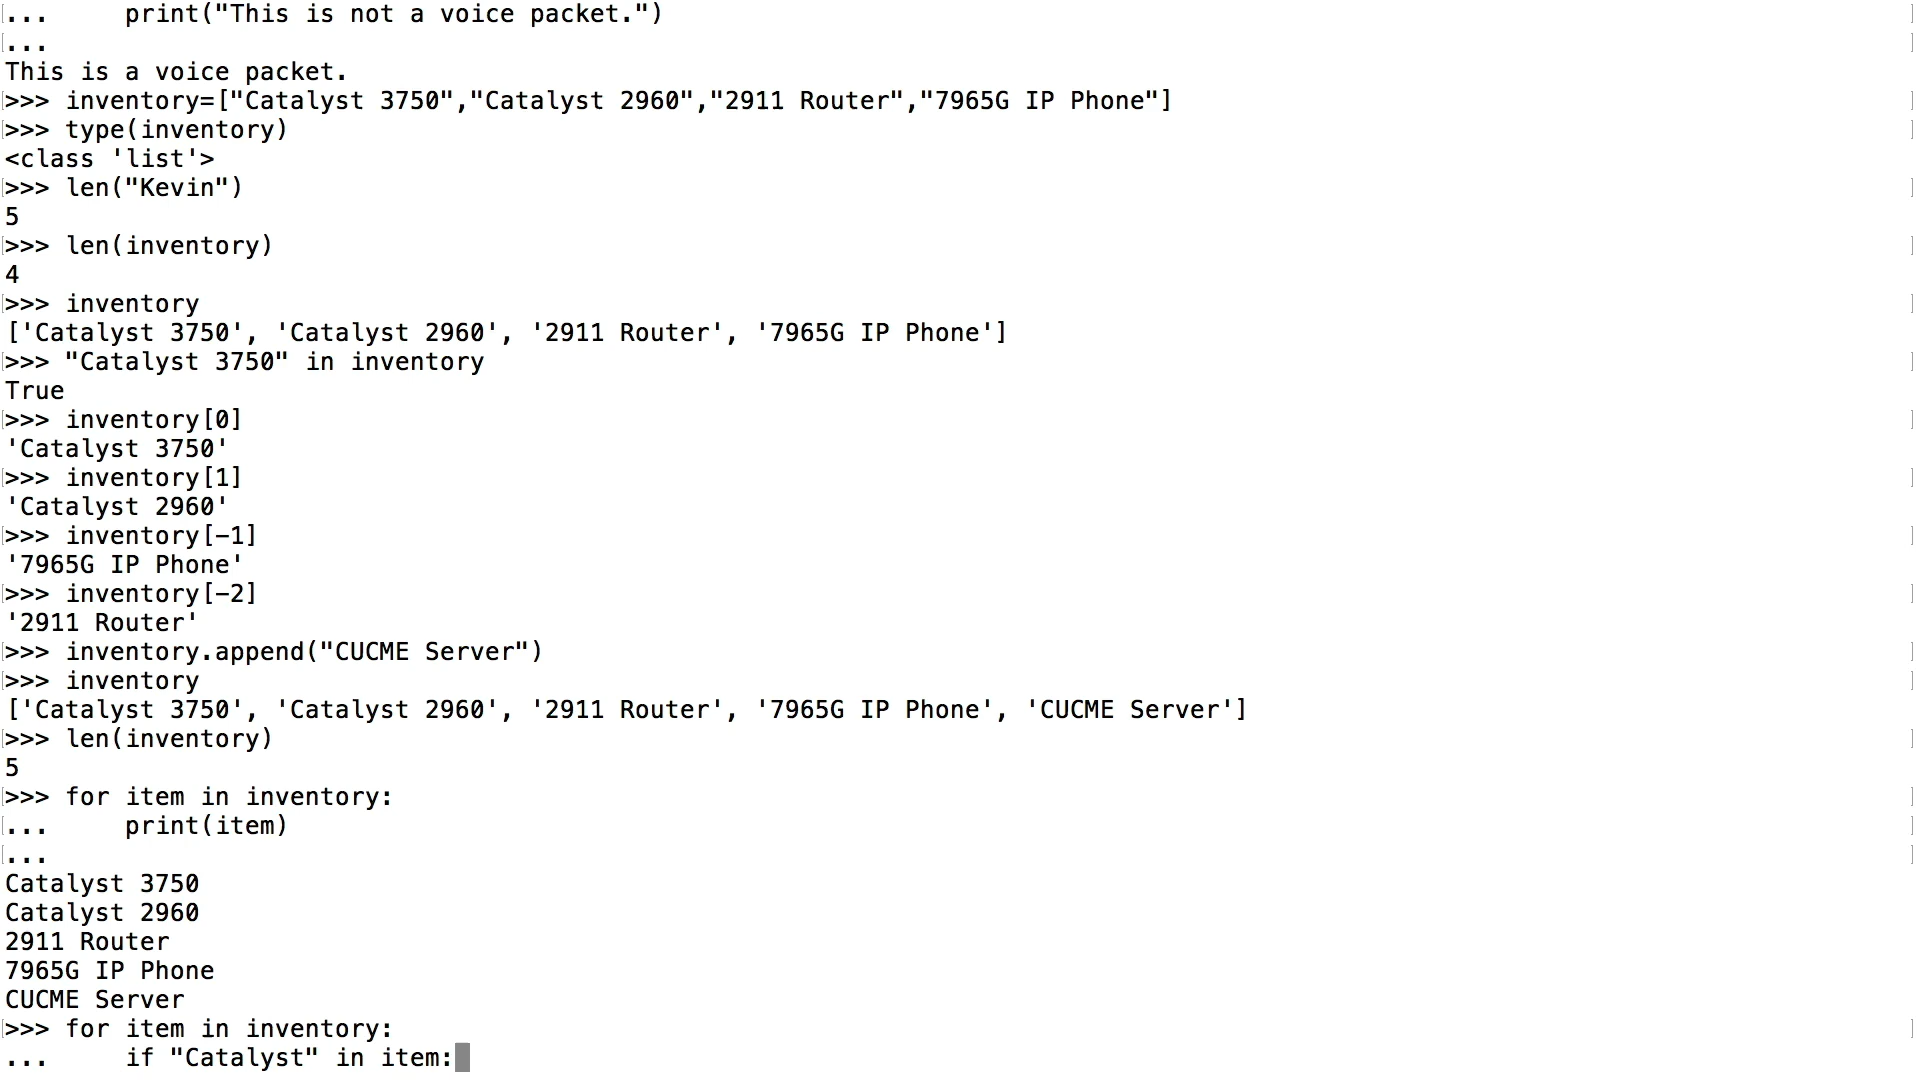 ...     print("This is not a voice packet.")
...
This is a voice packet.
>>> inventory=["Catalyst 3750","Catalyst 2960","2911 Router","7965G IP Phone"]
>>> type(inventory)
<class 'list'>
>>> len("Kevin")
5
>>> len(inventory)
4
>>> inventory
['Catalyst 3750', 'Catalyst 2960', '2911 Router', '7965G IP Phone']
>>> "Catalyst 3750" in inventory
True
>>> inventory[0]
'Catalyst 3750'
>>> inventory[1]
'Catalyst 2960'
>>> inventory[-1]
'7965G IP Phone'
>>> inventory[-2]
'2911 Router'
>>> inventory.append("CUCME Server")
>>> inventory
['Catalyst 3750', 'Catalyst 2960', '2911 Router', '7965G IP Phone', 'CUCME Server']
>>> len(inventory)
5
>>> for item in inventory:
...     print(item)
...
Catalyst 3750
Catalyst 2960
2911 Router
7965G IP Phone
CUCME Server
>>> for item in inventory:
...     if "Catalyst" in item: